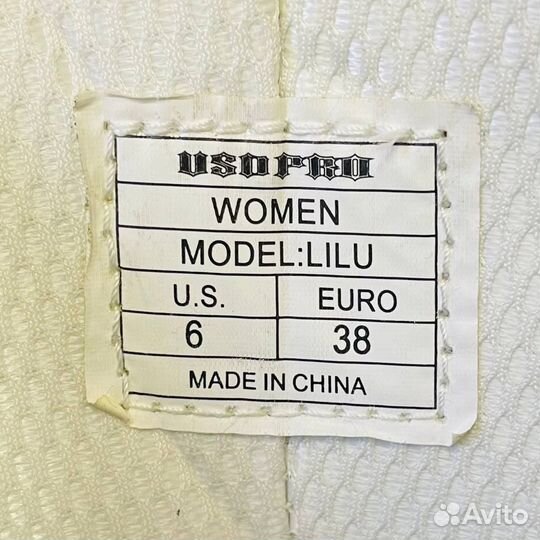 USDPRO
WOMEN
MODEL:LILU
U.S. EURO
6 38
MADE IN CHINA
Avito